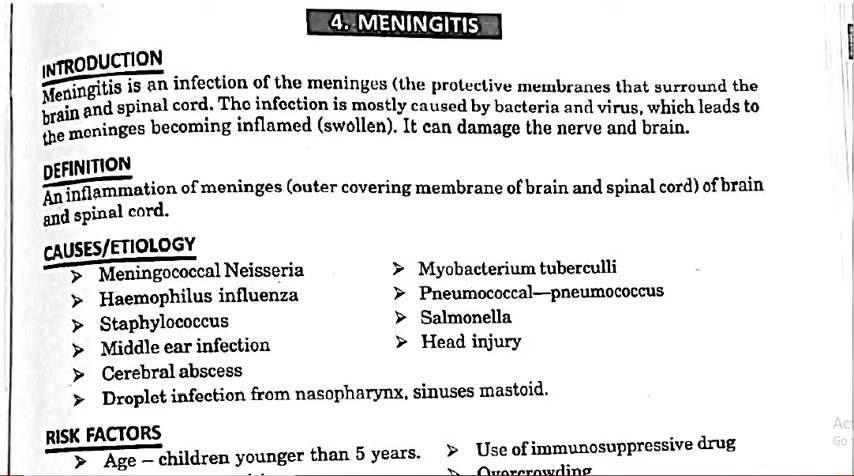 4. MENINGITIS
INTRODUCTION
Meningitis is an infection of the meninges (the protective membranes that surround the
brain and spinal cord. The infection is mostly caused by bacteria and virus, which leads to
the meninges becoming inflamed (swollen). It can damage the nerve and brain.
DEFINITION
An inflammation of meninges (outer covering membrane of brain and spinal cord) of brain
and spinal cord.
CAUSES/ETIOLOGY
➤ Meningococcal Neisseria
➤ Haemophilus influenza
➤ Staphylococcus
➤ Middle ear infection
➤ Cerebral abscess
➤ Droplet infection from nasopharynx, sinuses mastoid.
➤ Myobacterium tuberculli
➤ Pneumococcal—pneumococcus
➤ Salmonella
➤ Head injury
RISK FACTORS
➤ Age – children younger than 5 years.
➤ Use of immunosuppressive drug
➤ Overcrowding
Act
Go